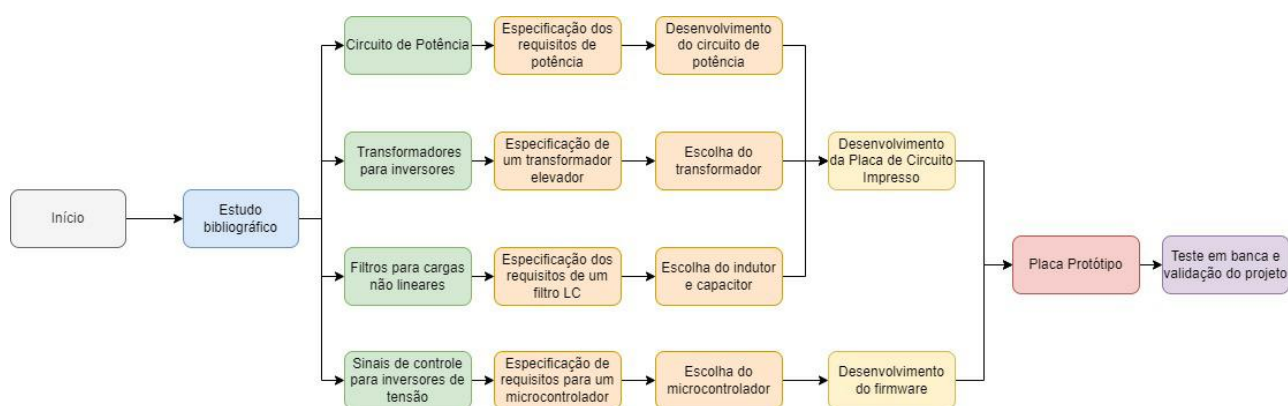 Início
Estudo
bibliográfico
Circuito de Potência
Especificação dos
requisitos de
potência
Desenvolvimento
do circuito de
potência
Transformadores
para inversores
Especificação de
um transformador
elevador
Escolha do
transformador
Desenvolvimento
da Placa de Circuito
Impresso
Filtros para cargas
não lineares
Especificação dos
requisitos de um
filtro LC
Escolha do indutor
e capacitor
Sinais de controle
para inversores de
tensão
Especificação de
requisitos para um
microcontrolador
Escolha do
microcontrolador
Desenvolvimento
do firmware
Placa Protótipo
Teste em banca e
validação do projeto